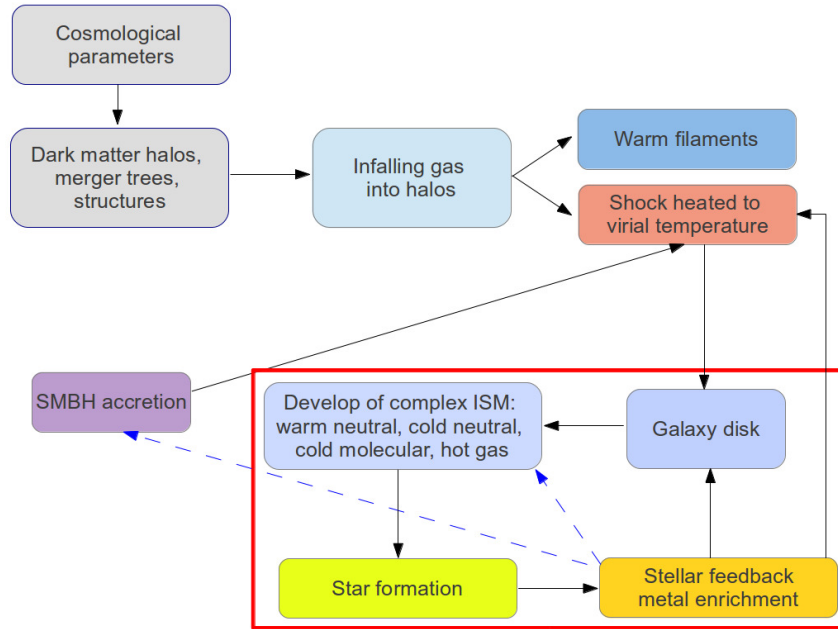 Cosmological
parameters
Dark matter halos,
merger trees,
structures
Infalling gas
into halos
Warm filaments
Shock heated to
virial temperature
SMBH accretion
Develop of complex ISM:
warm neutral, cold neutral,
cold molecular, hot gas
Galaxy disk
Star formation
Stellar feedback
metal enrichment